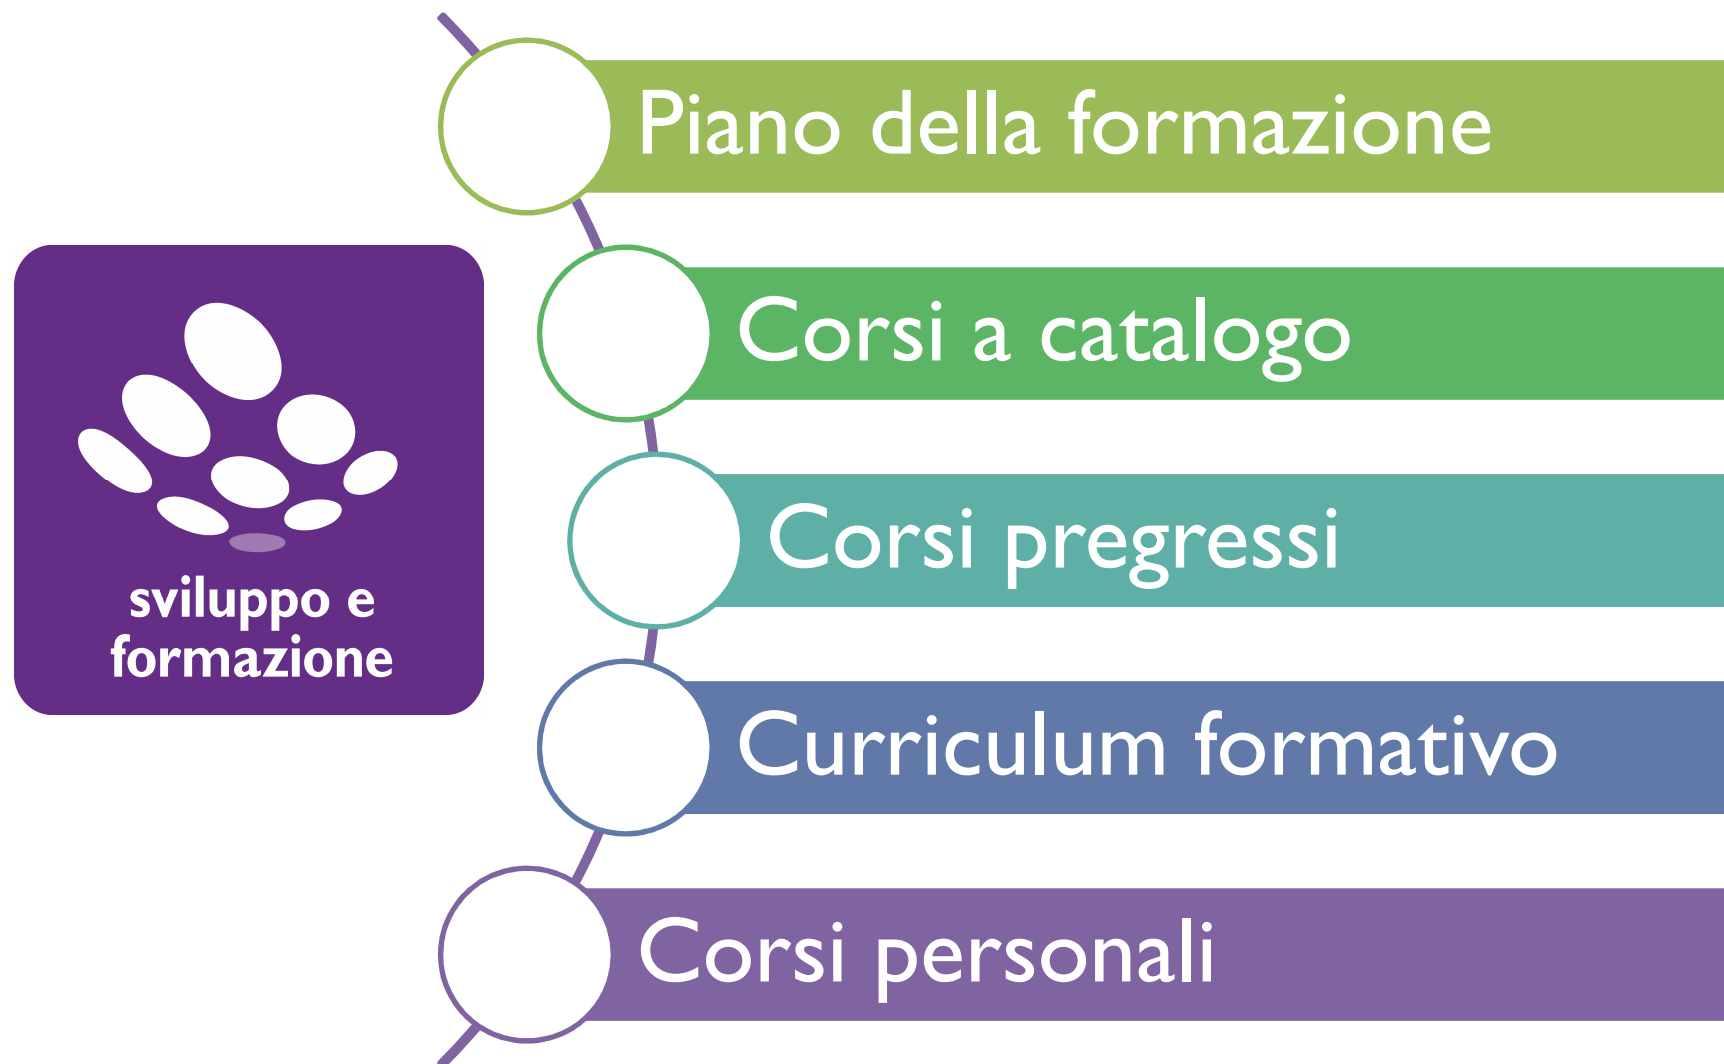 Piano della formazione
Corsi a catalogo
Corsi pregressi
sviluppo e
formazione
Curriculum formativo
Corsi personali